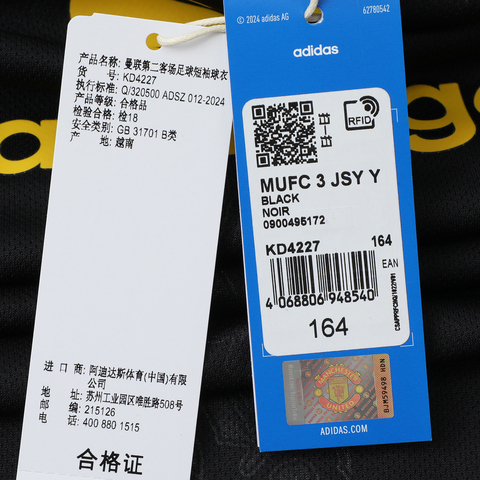 产品名称: 曼联第二客场足球短袖球衣
货 号: KD4227
执行标准: Q/320500 ADSZ 012-2024
产品等级: 合格品
检验合格: 检18
安全类别: GB 31701 B类
产 地: 越南
进 口 商: 阿迪达斯体育(中国)有限
公司
地 址: 苏州工业园区唯胜路508号
邮 编: 215126
电 话: 400 880 1515
合格证
© 2024 adidas AG
62780542
adidas
RFID
MUFC 3 JSY Y
BLACK
NOIR
0900495172
KD4227 164
EAN
4 068806 948540
164
MANCHESTER
UNITED
BJM59498 HDN
ADIDAS.COM